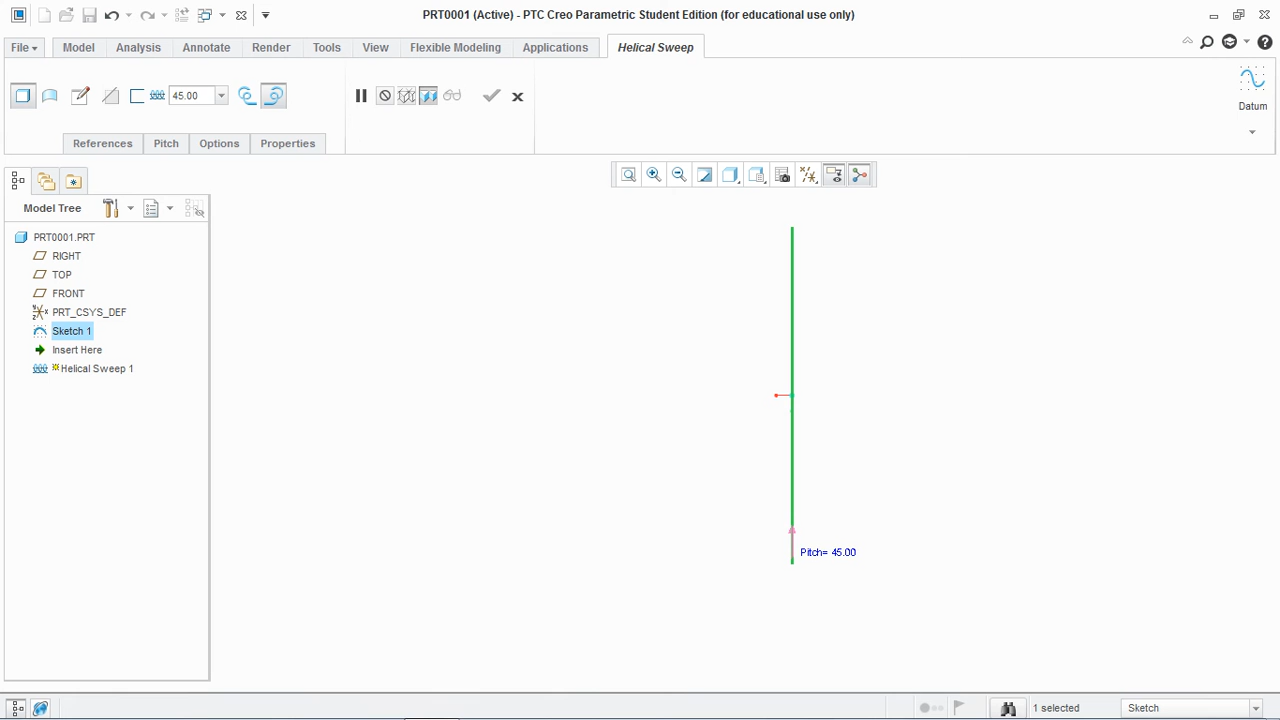 PRT0001 (Active) - PTC Creo Parametric Student Edition (for educational use only)
File Model Analysis Annotate Render Tools View Flexible Modeling Applications Helical Sweep
45.00
Datum
References Pitch Options Properties
Model Tree
PRT0001.PRT
RIGHT
TOP
FRONT
PRT_CSYS_DEF
Sketch 1
Insert Here
Helical Sweep 1
Pitch= 45.00
1 selected
Sketch